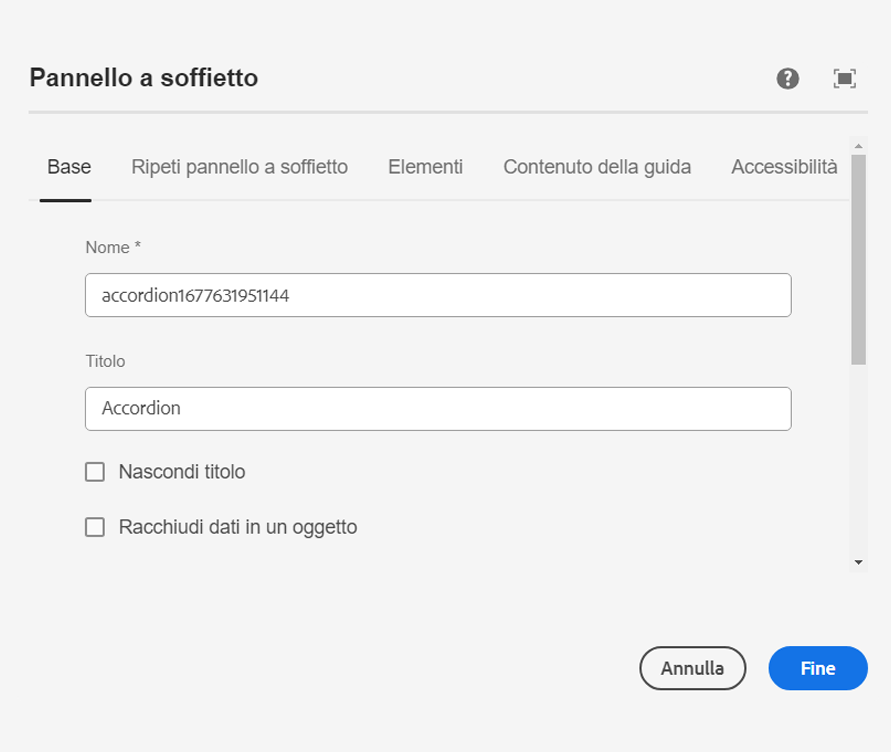 Pannello a soffietto
Base Ripeti pannello a soffietto Elementi Contenuto della guida Accessibilità
Nome *
accordion1677631951144
Titolo
Accordion
Nascondi titolo
Racchiudi dati in un oggetto
Annulla Fine